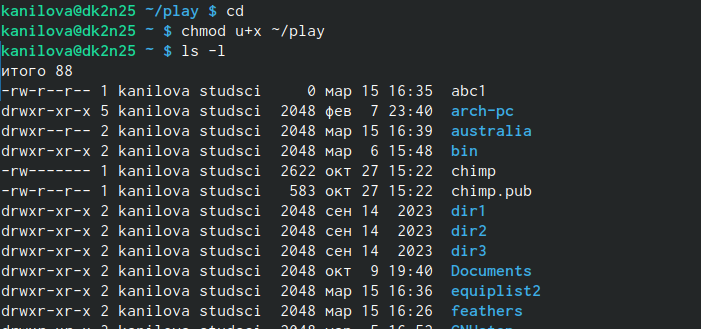 kanilova@dk2n25 ~/play $ cd
kanilova@dk2n25 ~ $ chmod u+x ~/play
kanilova@dk2n25 ~ $ ls -l
итого 88
-rw-r--r-- 1 kanilova studsci    0 мар 15 16:35 abc1
drwxr-xr-x 5 kanilova studsci 2048 фев  7 23:40 arch-pc
drwxr--r-- 2 kanilova studsci 2048 мар 15 16:39 australia
drwxr-xr-x 2 kanilova studsci 2048 мар  6 15:48 bin
-rw------- 1 kanilova studsci 2622 окт 27 15:22 chimp
-rw-r--r-- 1 kanilova studsci  583 окт 27 15:22 chimp.pub
drwxr-xr-x 2 kanilova studsci 2048 сен 14  2023 dir1
drwxr-xr-x 2 kanilova studsci 2048 сен 14  2023 dir2
drwxr-xr-x 2 kanilova studsci 2048 сен 14  2023 dir3
drwxr-xr-x 2 kanilova studsci 2048 окт  9 19:40 Documents
drwxr-xr-x 2 kanilova studsci 2048 мар 15 16:36 equiplist2
drwxr-xr-x 2 kanilova studsci 2048 мар 15 16:26 feathers